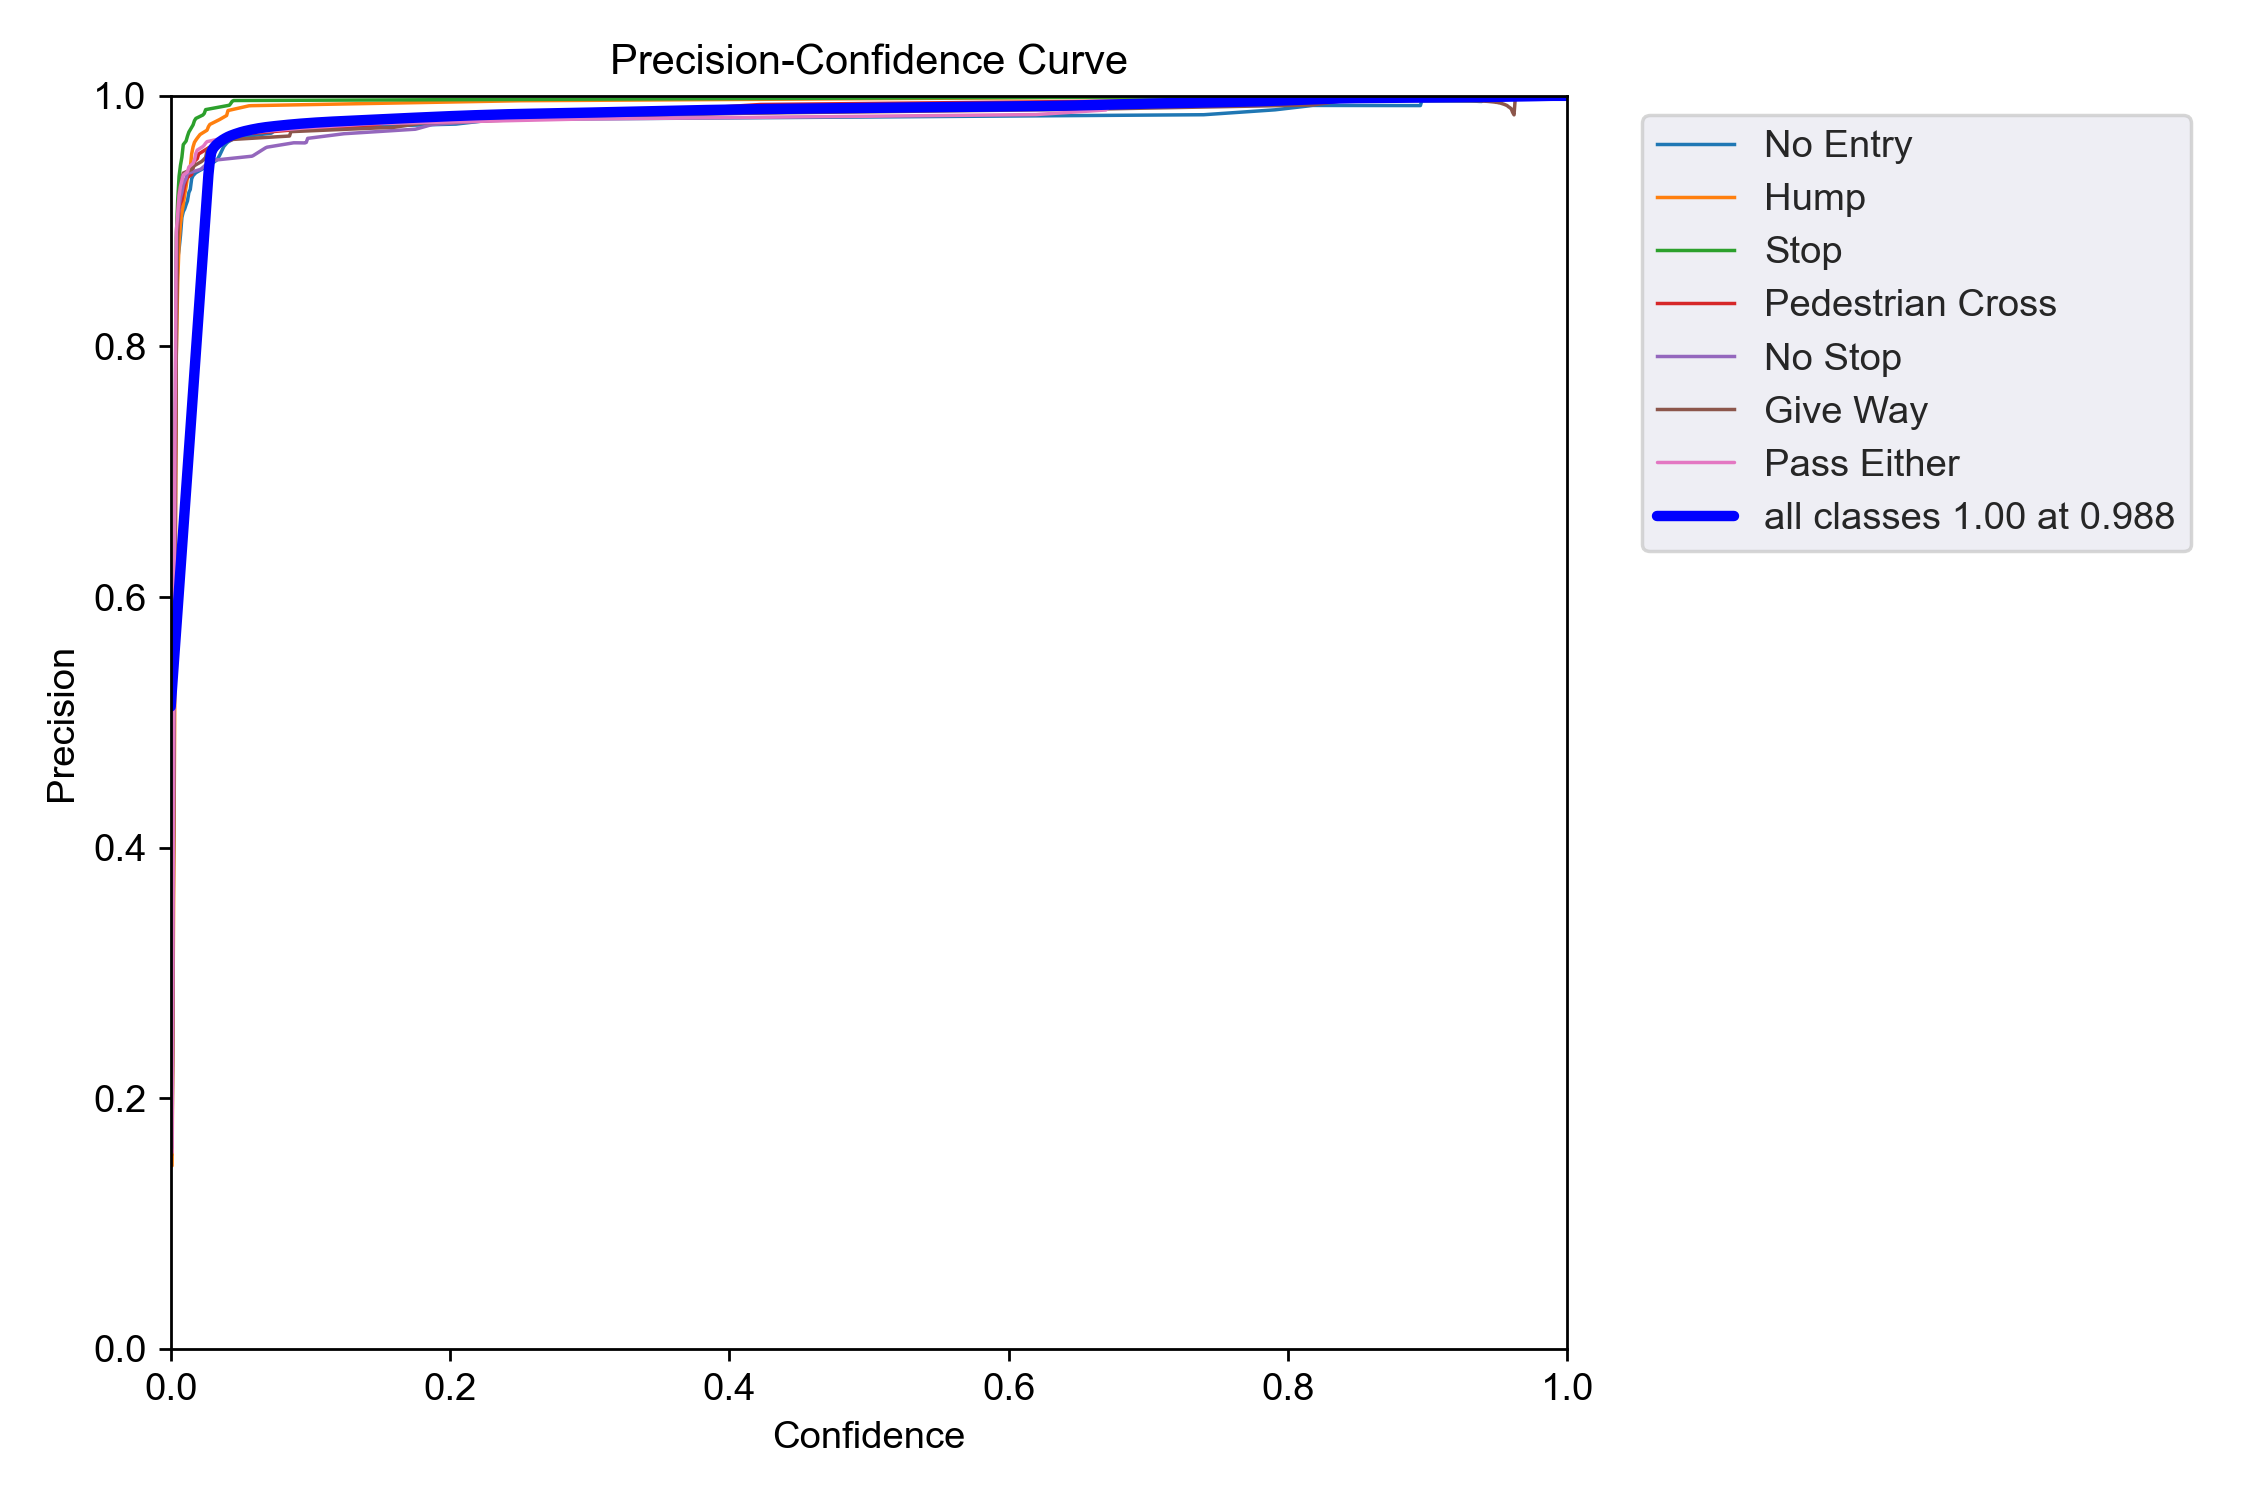 Precision-Confidence Curve
1.0
0.8
0.6
0.4
0.2
0.0
Precision
0.0 0.2 0.4 0.6 0.8 1.0
Confidence
No Entry
Hump
Stop
Pedestrian Cross
No Stop
Give Way
Pass Either
all classes 1.00 at 0.988